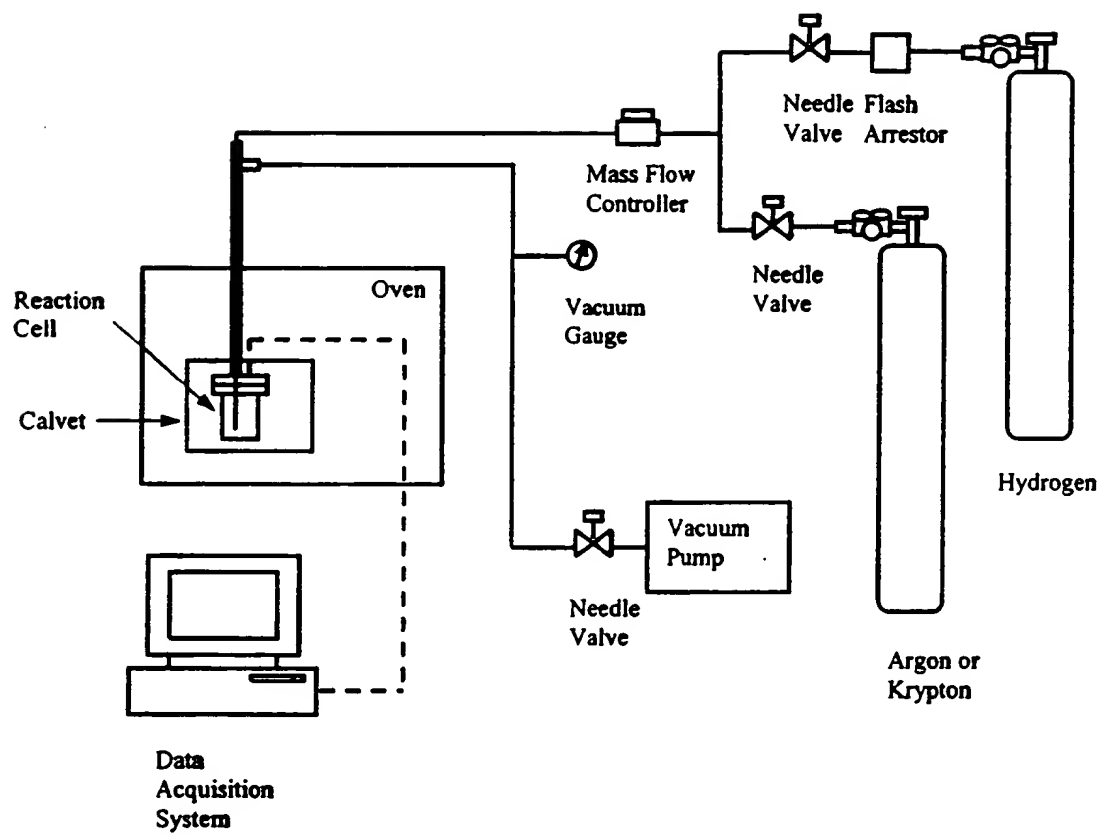 Needle Flash
Valve Arrestor
Mass Flow
Controller
Needle
Valve
Oven
Reaction
Cell
Vacuum
Gauge
Calvet
Hydrogen
Vacuum
Pump
Needle
Valve
Argon or
Krypton
Data
Acquisition
System